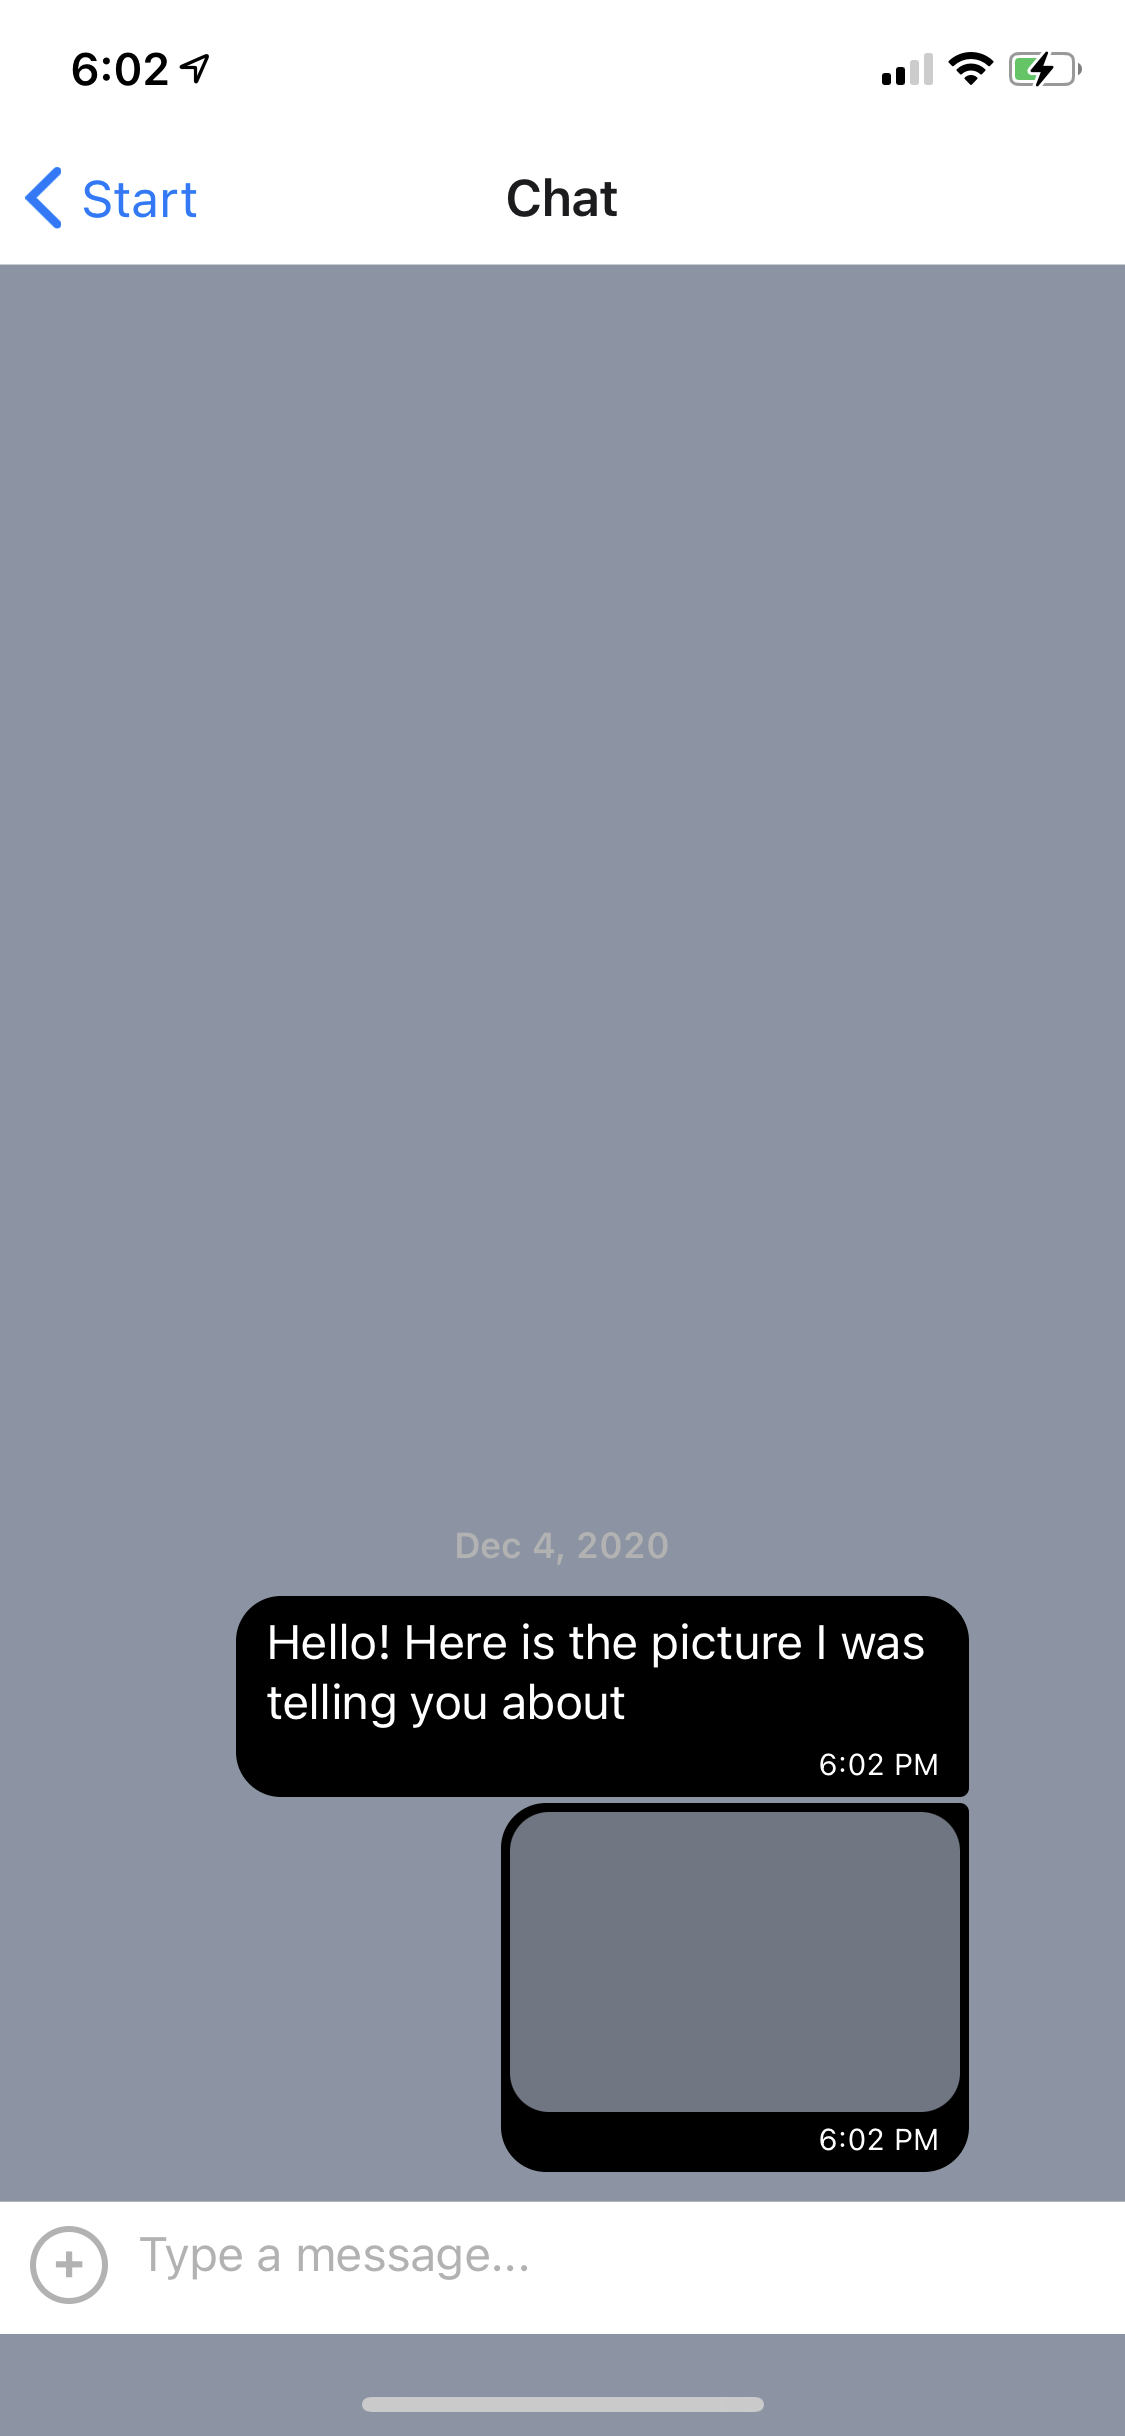 6:02
Start
Chat
Dec 4, 2020
Hello! Here is the picture I was
telling you about
6:02 PM
6:02 PM
Type a message...